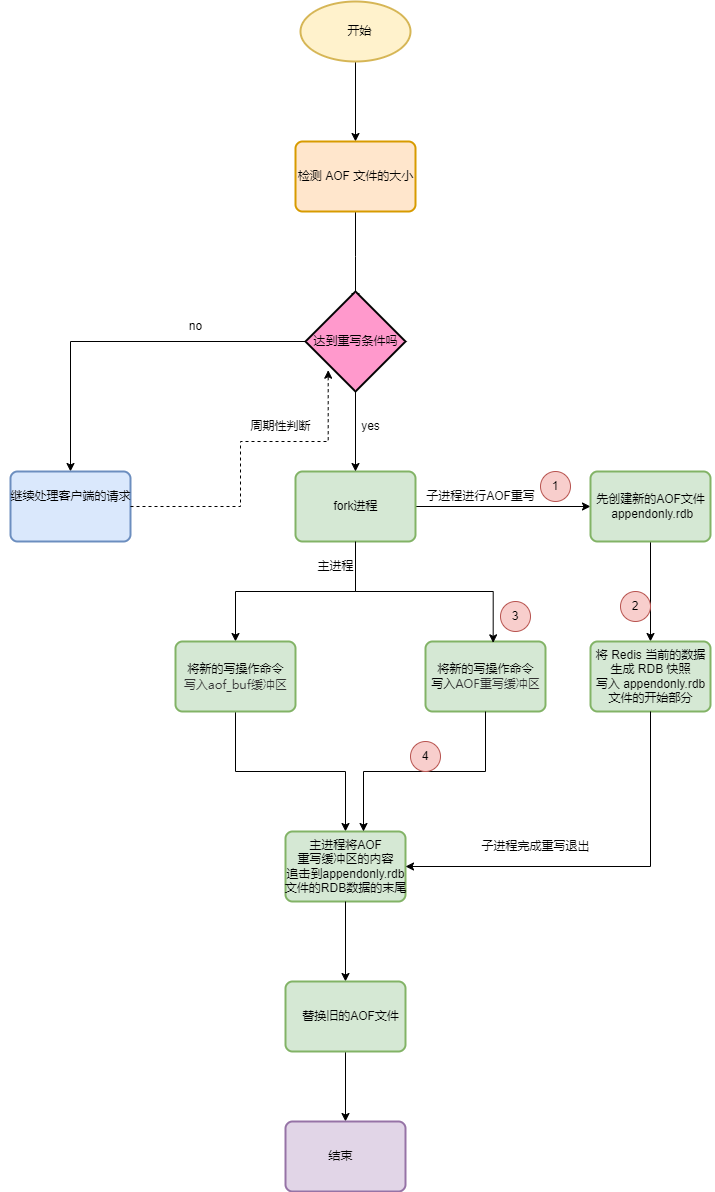 开始
检测 AOF 文件的大小
达到重写条件吗
no
周期性判断
yes
继续处理客户端的请求
fork进程
子进程进行AOF重写
1
先创建新的AOF文件
appendonly.rdb
主进程
2
3
将新的写操作命令
写入aof_buf缓冲区
将新的写操作命令
写入AOF重写缓冲区
将 Redis 当前的数据
生成 RDB 快照
写入 appendonly.rdb
文件的开始部分
4
主进程将AOF
重写缓冲区的内容
追击到appendonly.rdb
文件的RDB数据的末尾
子进程完成重写退出
替换旧的AOF文件
结束